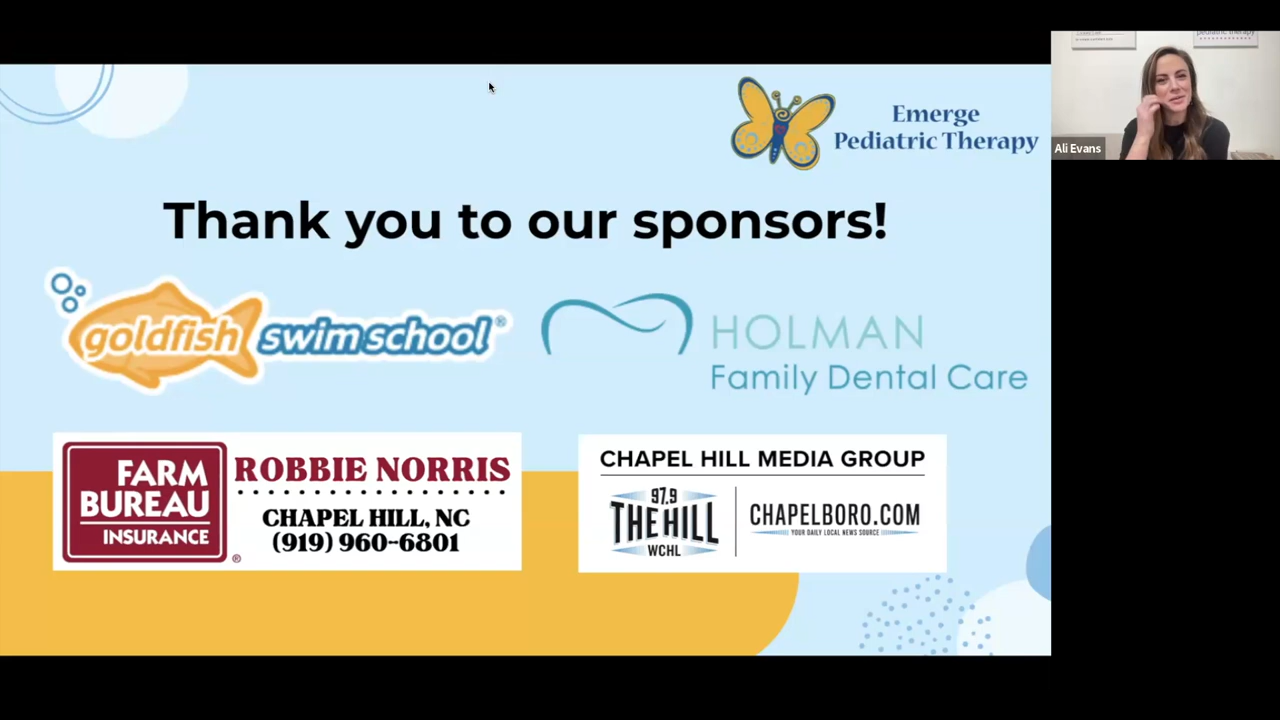 Emerge
Pediatric Therapy
pediatric therapy
Ali Evans
Thank you to our sponsors!
goldfish swim school®
HOLMAN
Family Dental Care
FARM
BUREAU
INSURANCE
®
ROBBIE NORRIS
CHAPEL HILL, NC
(919) 960-6801
CHAPEL HILL MEDIA GROUP
97.9
THE HILL
WCHL
CHAPELBORO.COM
YOUR DAILY LOCAL NEWS SOURCE